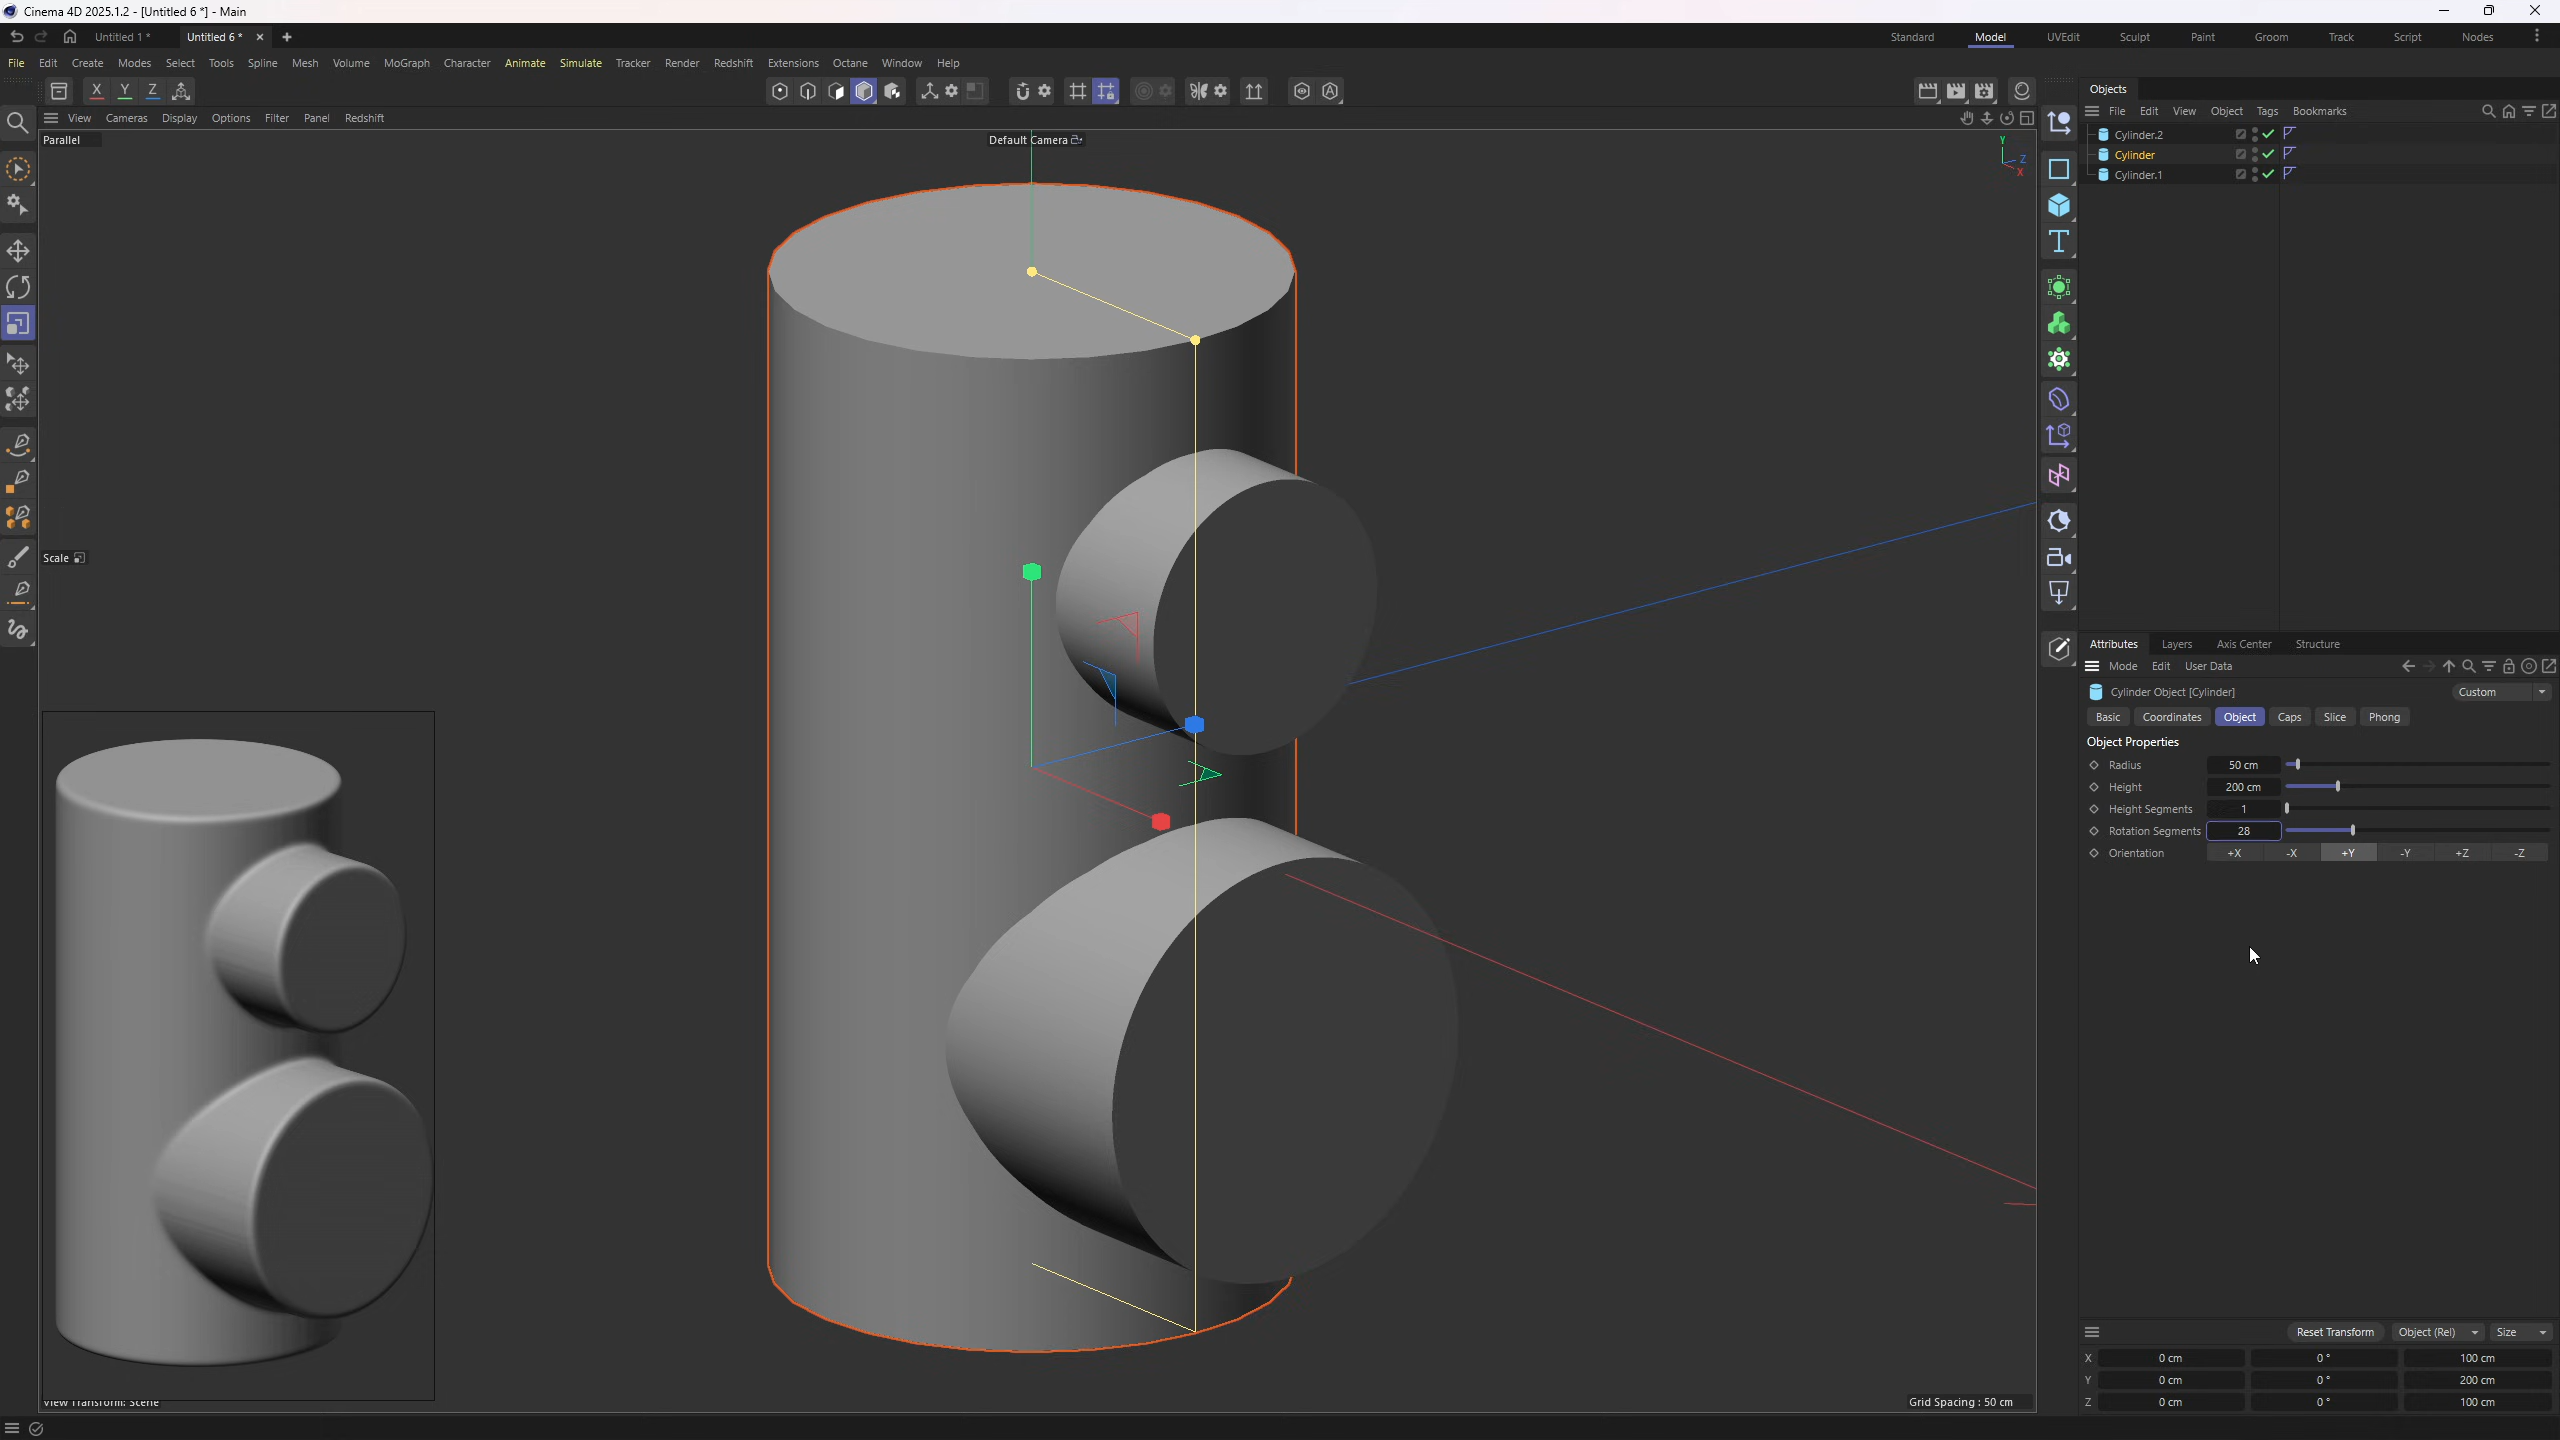 Cinema 4D 2025.1.2 - [Untitled 6 *] - Main
Untitled 1 * Untitled 6 * Standard Model UVEdit Sculpt Paint Groom Track Script Nodes
File Edit Create Modes Select Tools Spline Mesh Volume MoGraph Character Animate Simulate Tracker Render Redshift Extensions Octane Window Help
X Y Z
Objects
File Edit View Object Tags Bookmarks
View Cameras Display Options Filter Panel Redshift
Parallel
Default Camera
Y
Z
X
Cylinder.2
Cylinder
Cylinder.1
Scale
Attributes Layers Axis Center Structure
Mode Edit User Data
Cylinder Object [Cylinder] Custom
Basic Coordinates Object Caps Slice Phong
Object Properties
Radius 50 cm
Height 200 cm
Height Segments 1
Rotation Segments 28
Orientation +X -X +Y -Y +Z -Z
Reset Transform Object (Rel) Size
X 0 cm 0 ° 100 cm
Y 0 cm 0 ° 200 cm
Z 0 cm 0 ° 100 cm
View Transform: Scene
Grid Spacing : 50 cm